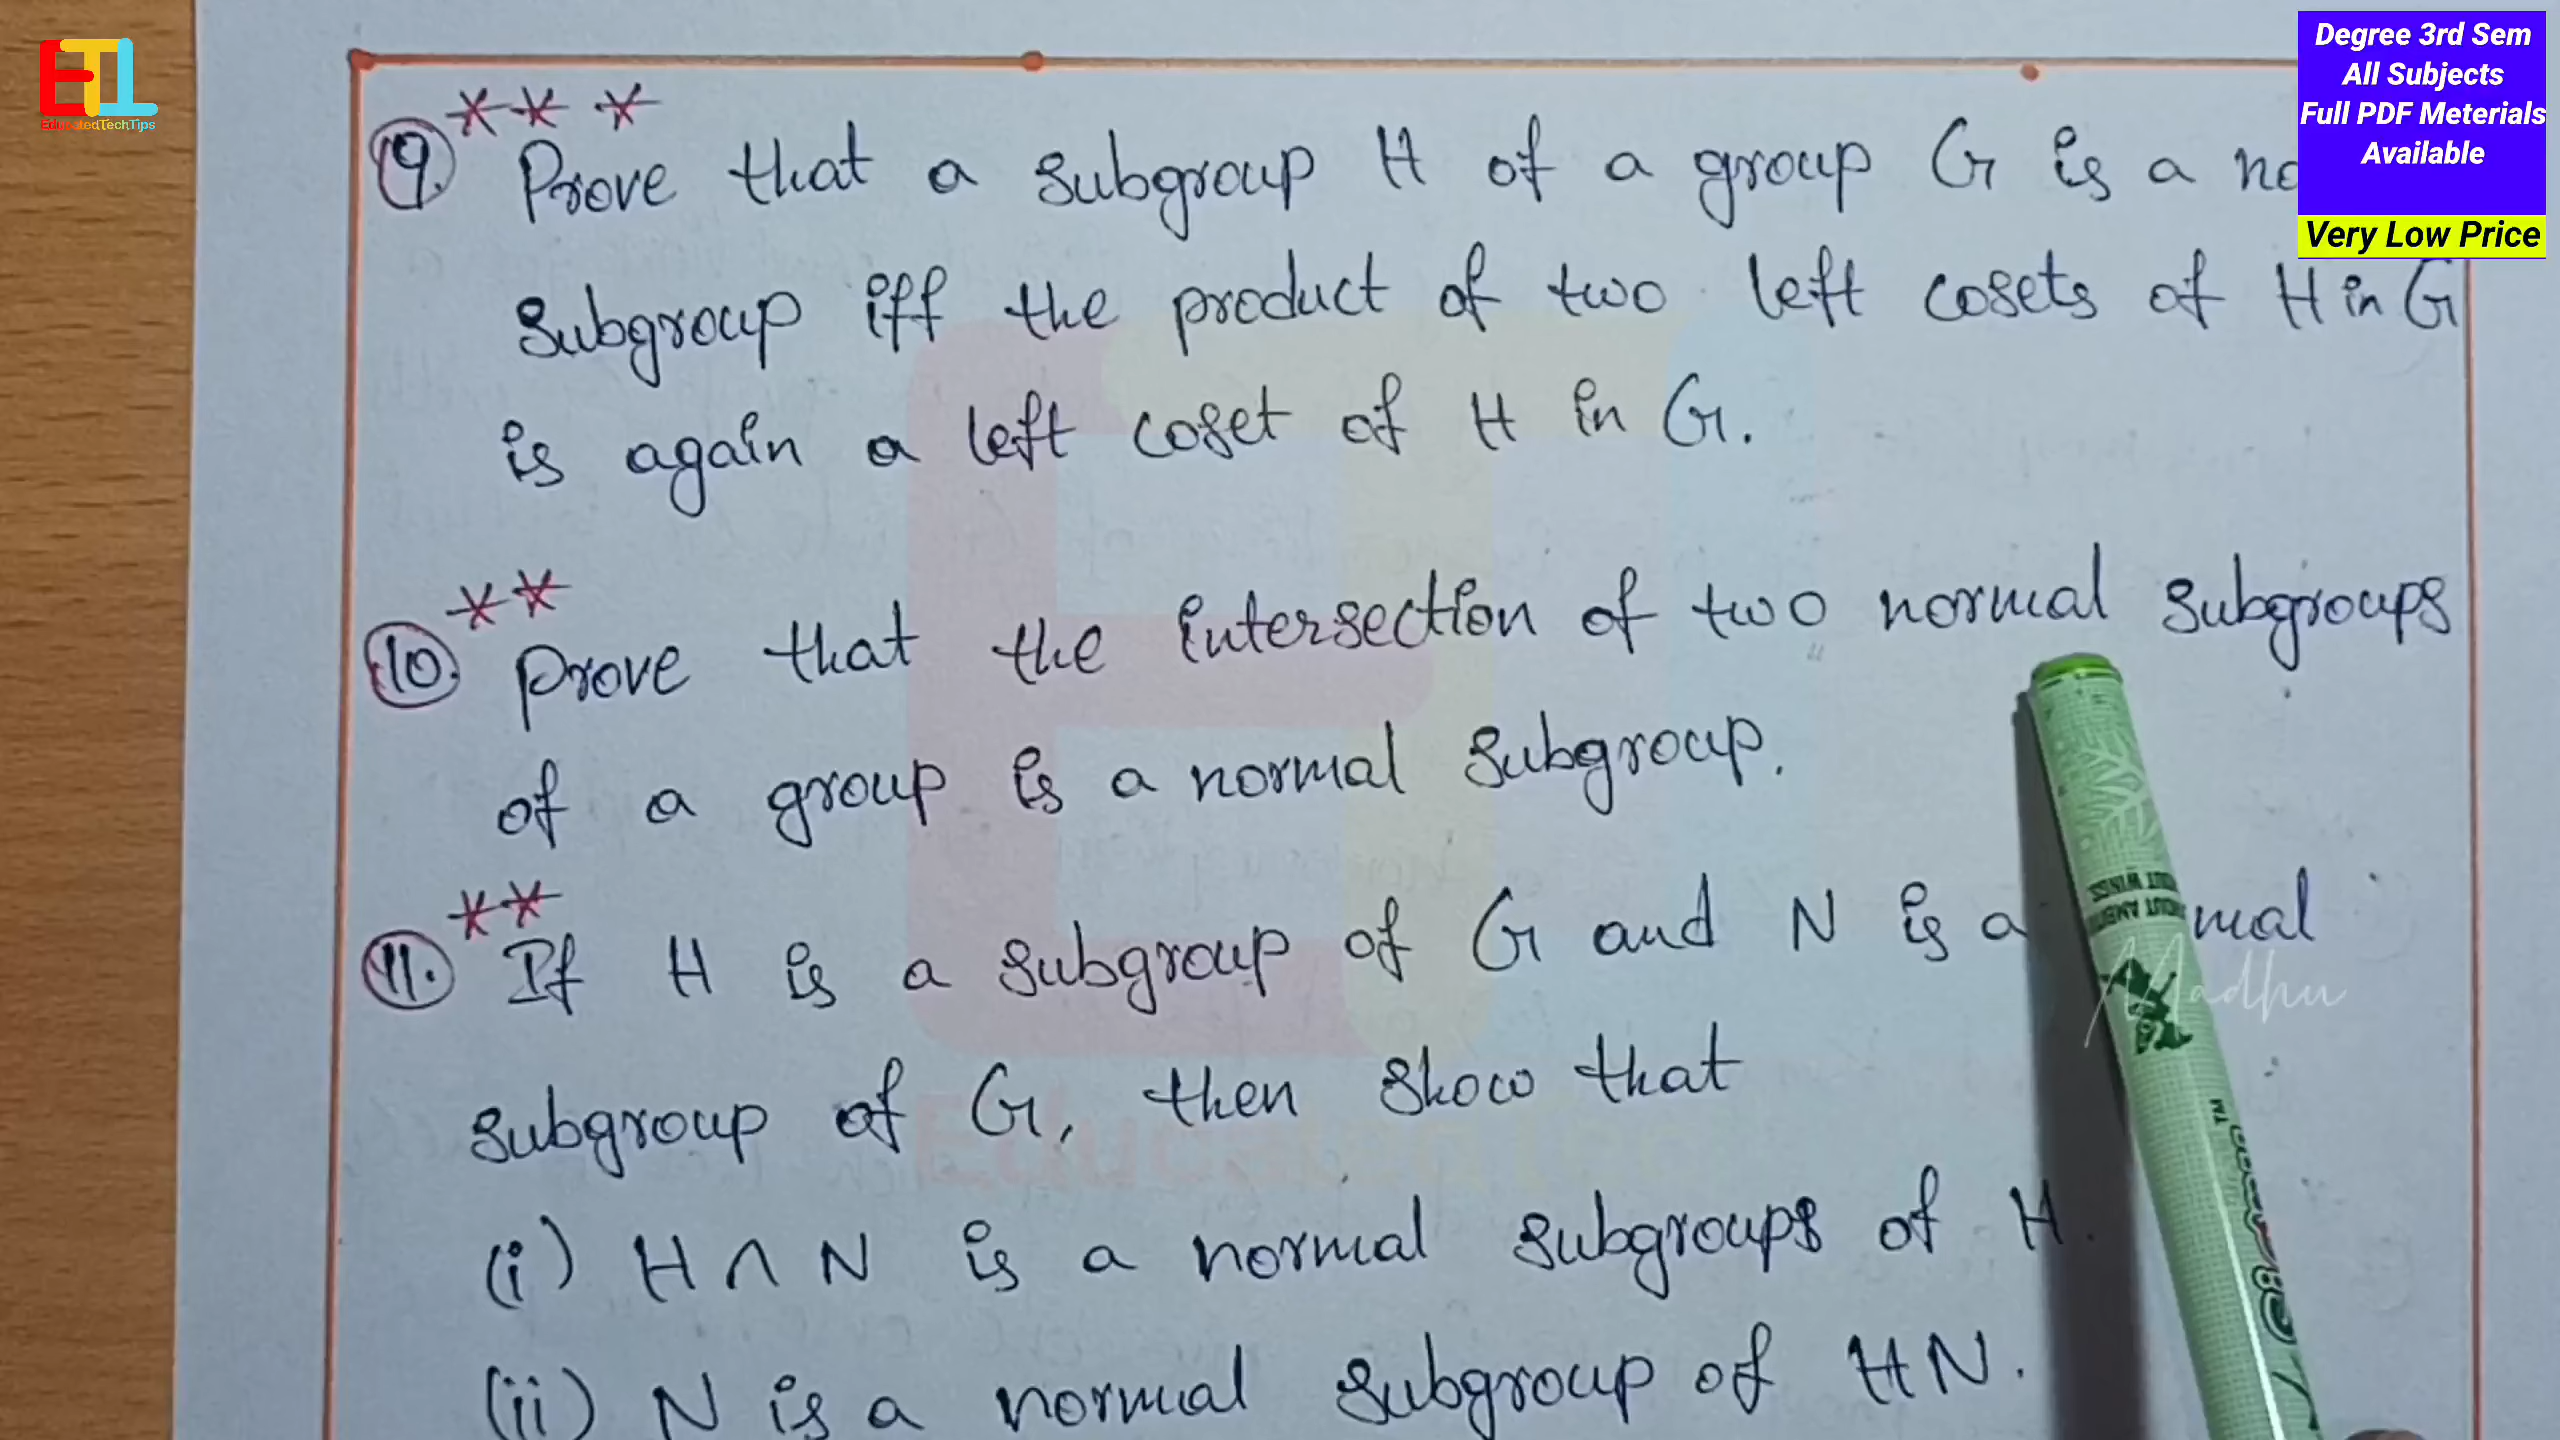 ETT
EducatedTechTips
Degree 3rd Sem
All Subjects
Full PDF Meterials
Available
Very Low Price
*** 
9. Prove that a subgroup H of a group G is a
subgroup iff the product of two left cosets of H in G
is again a left coset of H in G.
**
10. Prove that the intersection of two normal subgroups
of a group is a normal subgroup.
**
11. If H is a subgroup of G and N is a mal
Madhu
subgroup of G, then show that
(i) H ∩ N is a normal subgroups of H.
(ii) N is a normal subgroup of HN.